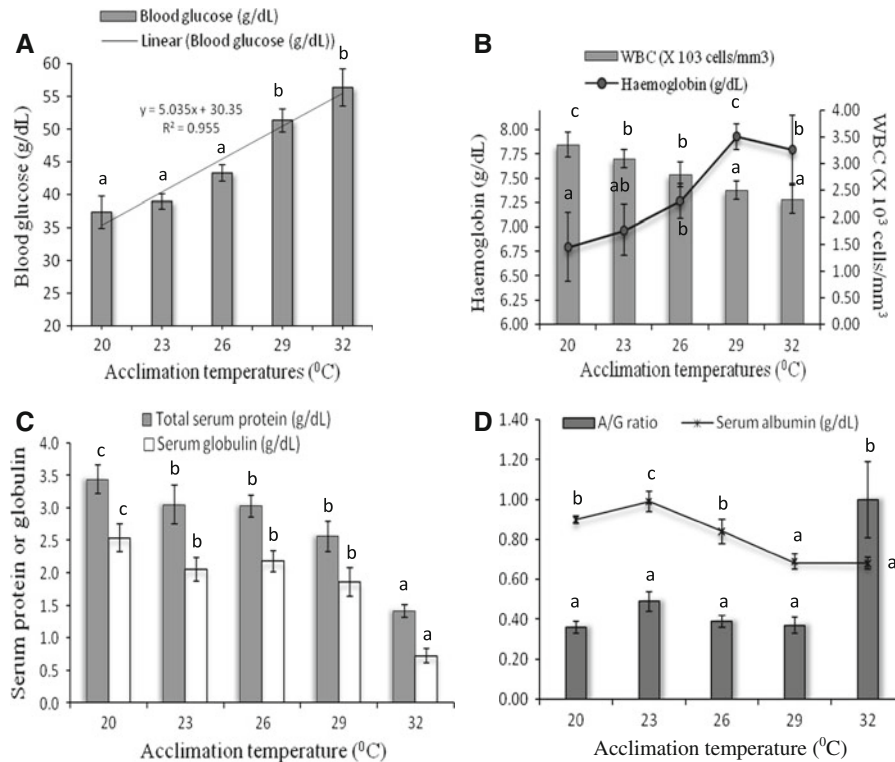 A
Blood glucose (g/dL)
Linear (Blood glucose (g/dL))
60
55
50
45
40
35
30
25
20
y = 5.035x + 30.35
R² = 0.955
a
a
a
b
b
Blood glucose (g/dL)
20 23 26 29 32
Acclimation temperatures (⁰C)
B
WBC (X 103 cells/mm3)
Haemoglobin (g/dL)
8.00
7.75
7.50
7.25
7.00
6.75
6.50
6.25
6.00
Haemoglobin (g/dL)
c
b
b
c
b
a
ab
b
a
a
4.00
3.50
3.00
2.50
2.00
1.50
1.00
0.50
0.00
WBC (X 10³ cells/mm³
20 23 26 29 32
Acclimation temperatures (⁰C)
C
Total serum protein (g/dL)
Serum globulin (g/dL)
4.0
3.5
3.0
2.5
2.0
1.5
1.0
0.5
0.0
Serum protein or globulin
c
c
b
b
b
b
b
b
a
a
20 23 26 29 32
Acclimation temperature (⁰C)
D
A/G ratio
Serum albumin (g/dL)
1.40
1.20
1.00
0.80
0.60
0.40
0.20
0.00
b
c
b
a
a
a
a
a
a
b
20 23 26 29 32
Acclimation temperature (⁰C)